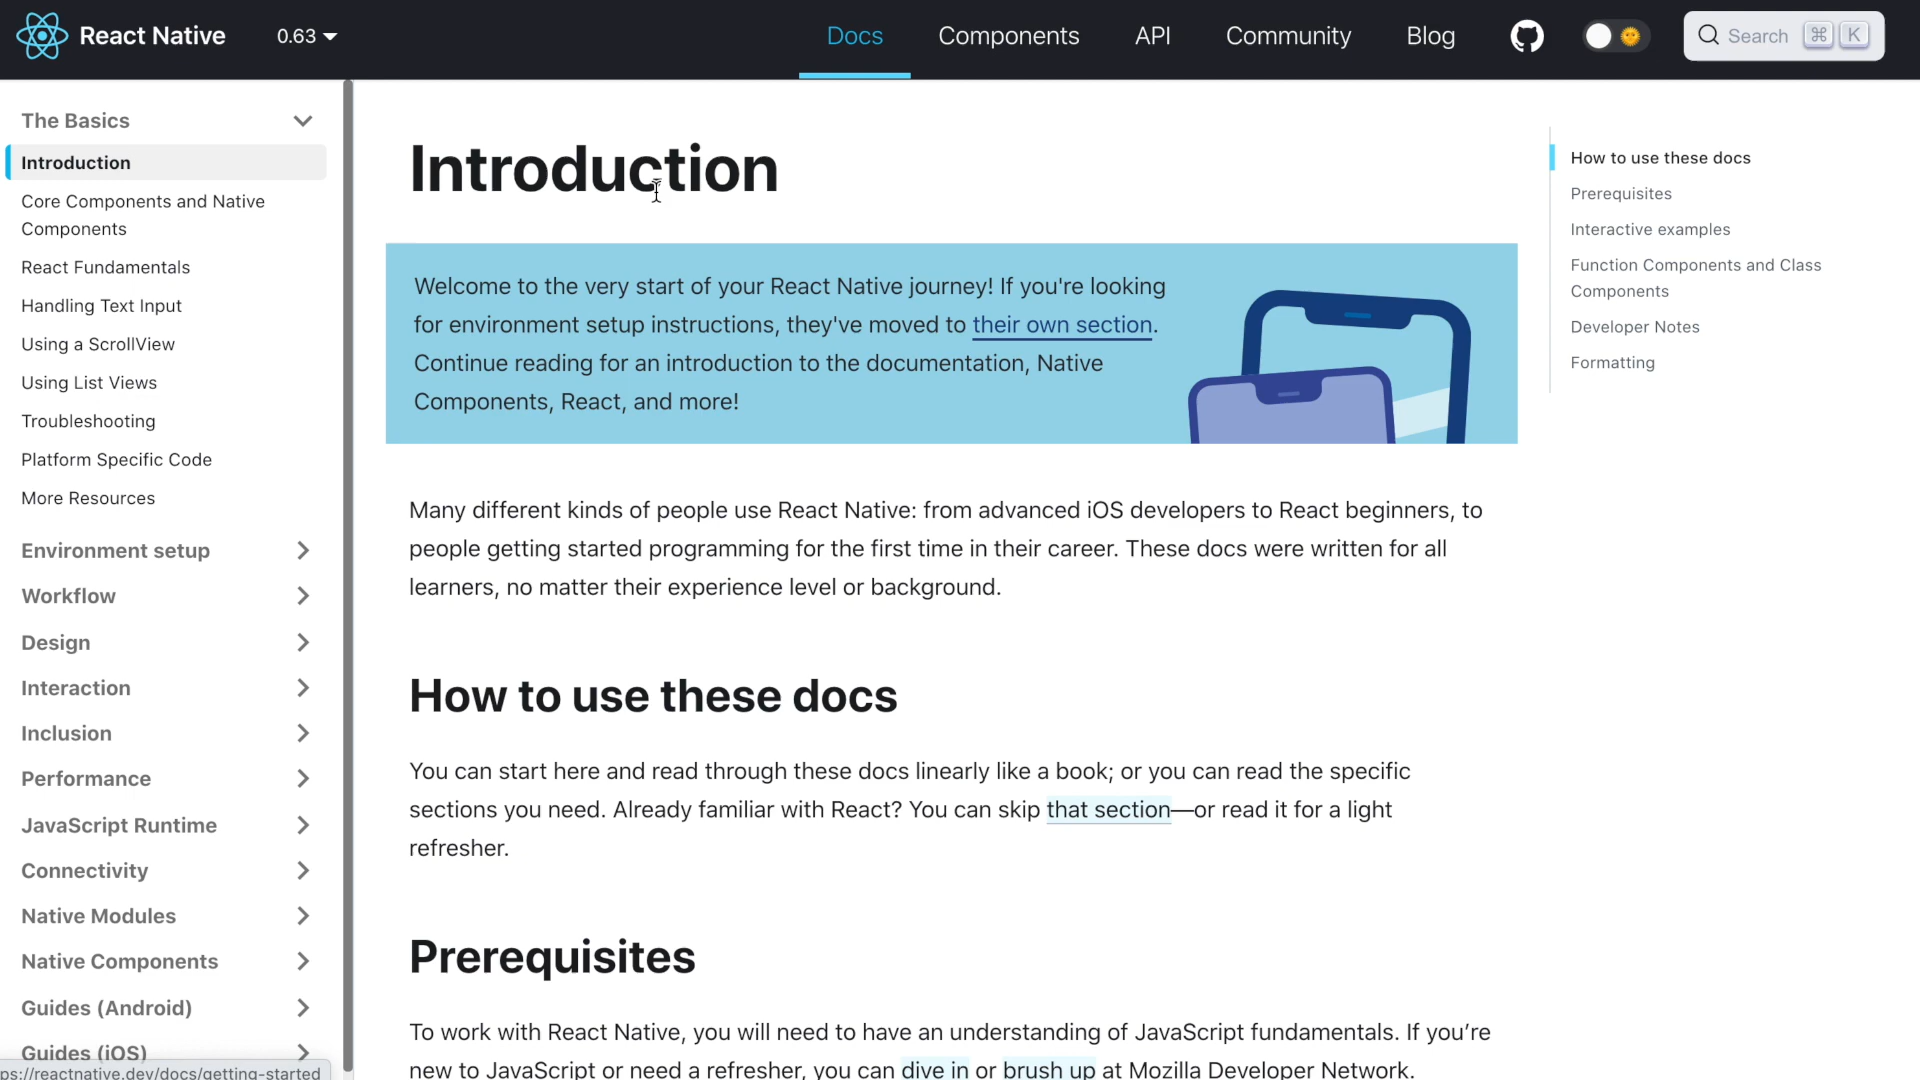 React Native
0.63
Docs
Components
API
Community
Blog
Search ⌘ K
The Basics
Introduction
Core Components and Native
Components
React Fundamentals
Handling Text Input
Using a ScrollView
Using List Views
Troubleshooting
Platform Specific Code
More Resources
Environment setup
Workflow
Design
Interaction
Inclusion
Performance
JavaScript Runtime
Connectivity
Native Modules
Native Components
Guides (Android)
Guides (iOS)
ps://reactnative.dev/docs/getting-started
Introduction
Welcome to the very start of your React Native journey! If you're looking
for environment setup instructions, they've moved to their own section.
Continue reading for an introduction to the documentation, Native
Components, React, and more!
Many different kinds of people use React Native: from advanced iOS developers to React beginners, to
people getting started programming for the first time in their career. These docs were written for all
learners, no matter their experience level or background.
How to use these docs
You can start here and read through these docs linearly like a book; or you can read the specific
sections you need. Already familiar with React? You can skip that section—or read it for a light
refresher.
Prerequisites
To work with React Native, you will need to have an understanding of JavaScript fundamentals. If you’re
new to JavaScript or need a refresher, you can dive in or brush up at Mozilla Developer Network.
How to use these docs
Prerequisites
Interactive examples
Function Components and Class
Components
Developer Notes
Formatting